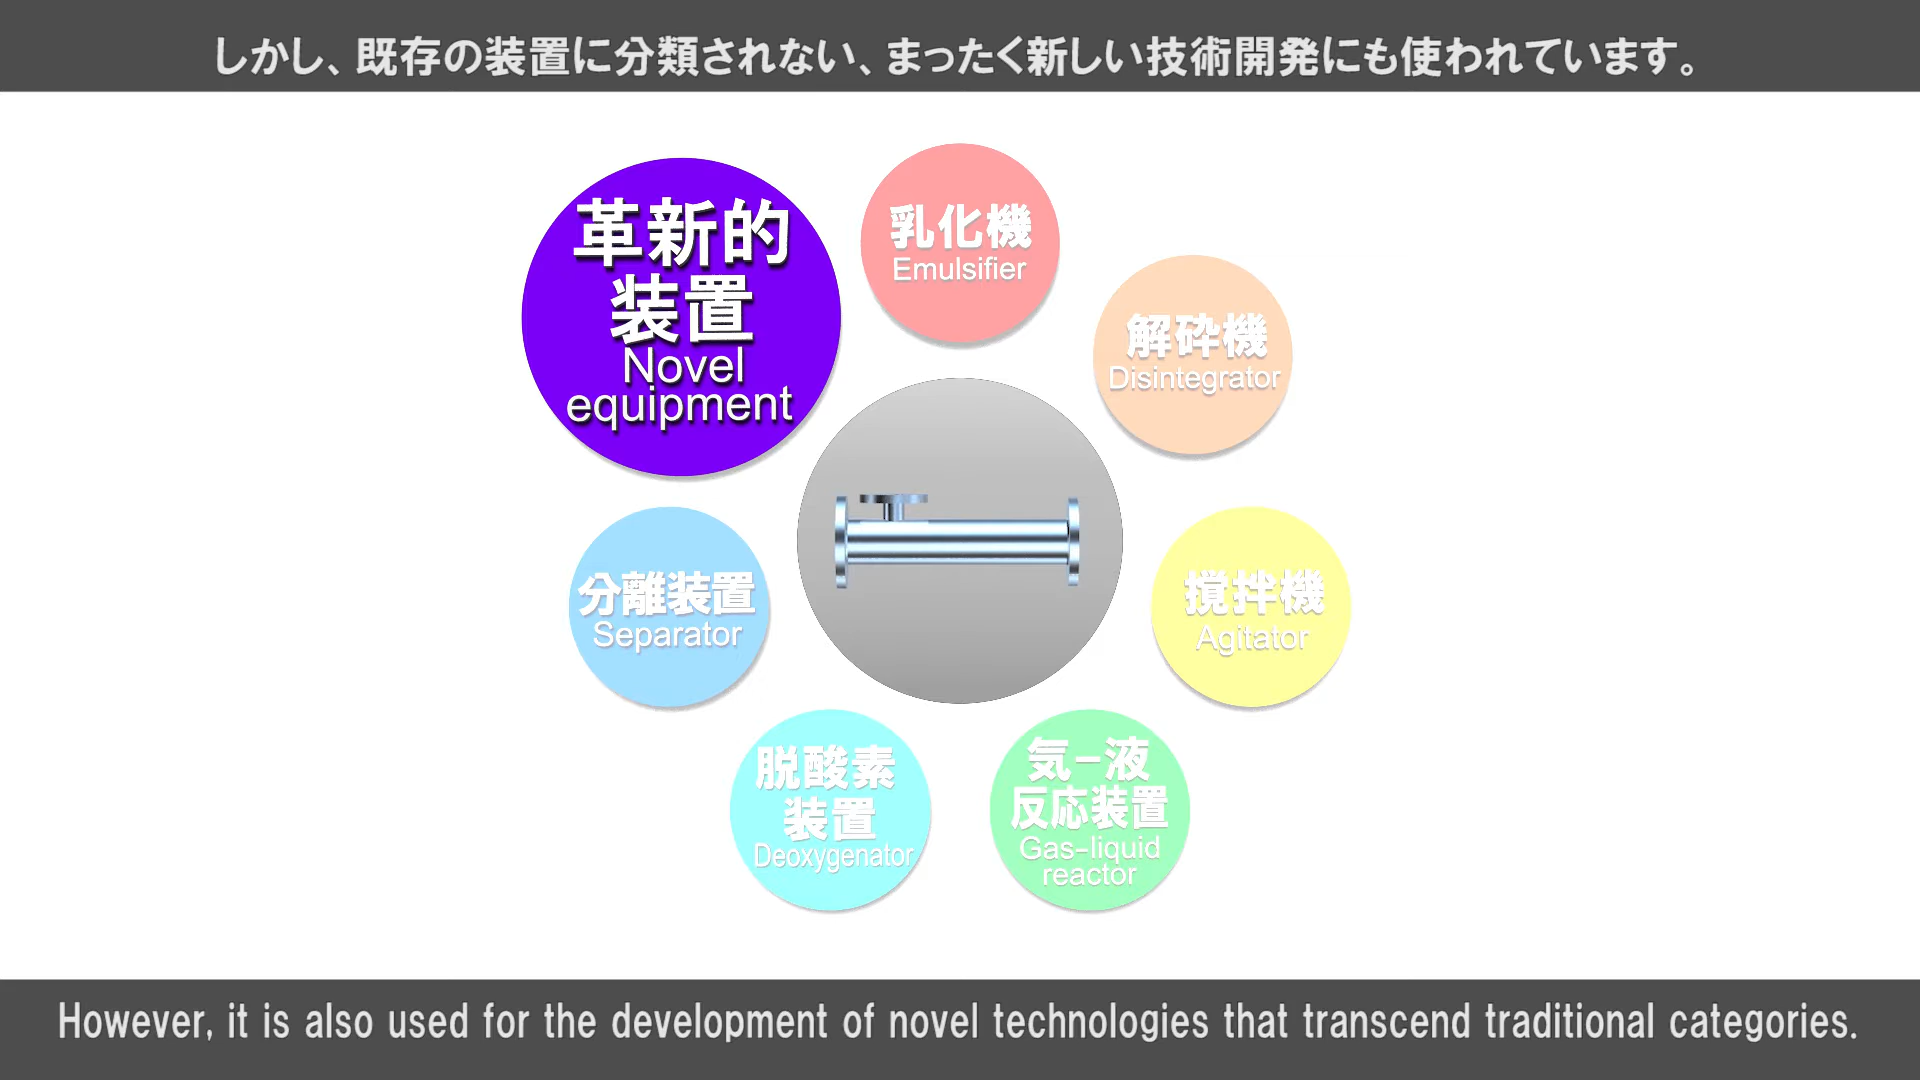 しかし、既存の装置に分類されない、まったく新しい技術開発にも使われています。
革新的
装置
Novel
equipment
乳化機
Emulsifier
解砕機
Disintegrator
分離装置
Separator
撹拌機
Agitator
脱酸素
装置
Deoxygenator
気−液
反応装置
Gas−liquid
reactor
However, it is also used for the development of novel technologies that transcend traditional categories.